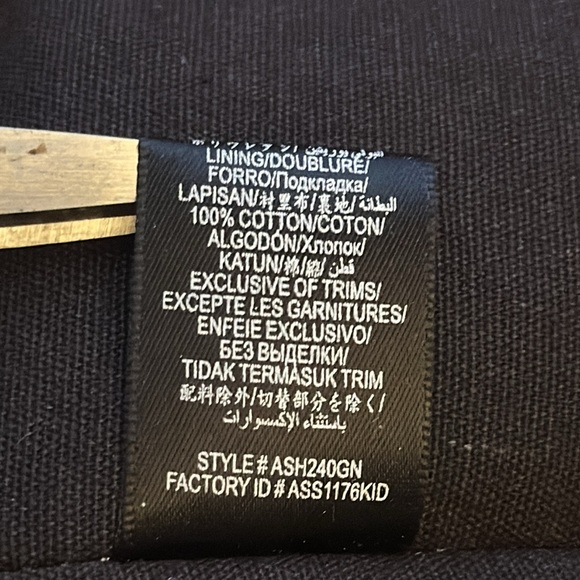 LINING/DOUBLURE/
FORRO/Подкладка/
LAPISAN/衬里布/裏地/البطانة
100% COTTON/COTON/
ALGODÓN/Хлопок/
KATUN/棉/綿/قطن
EXCLUSIVE OF TRIMS/
EXCEPTE LES GARNITURES/
ENFEIE EXCLUSIVO/
БЕЗ ВЫДЕЛКИ/
TIDAK TERMASUK TRIM
配料除外/切替部分を除く/
باستثناء الإكسسوارات
STYLE # ASH240GN
FACTORY ID # ASS1176KID